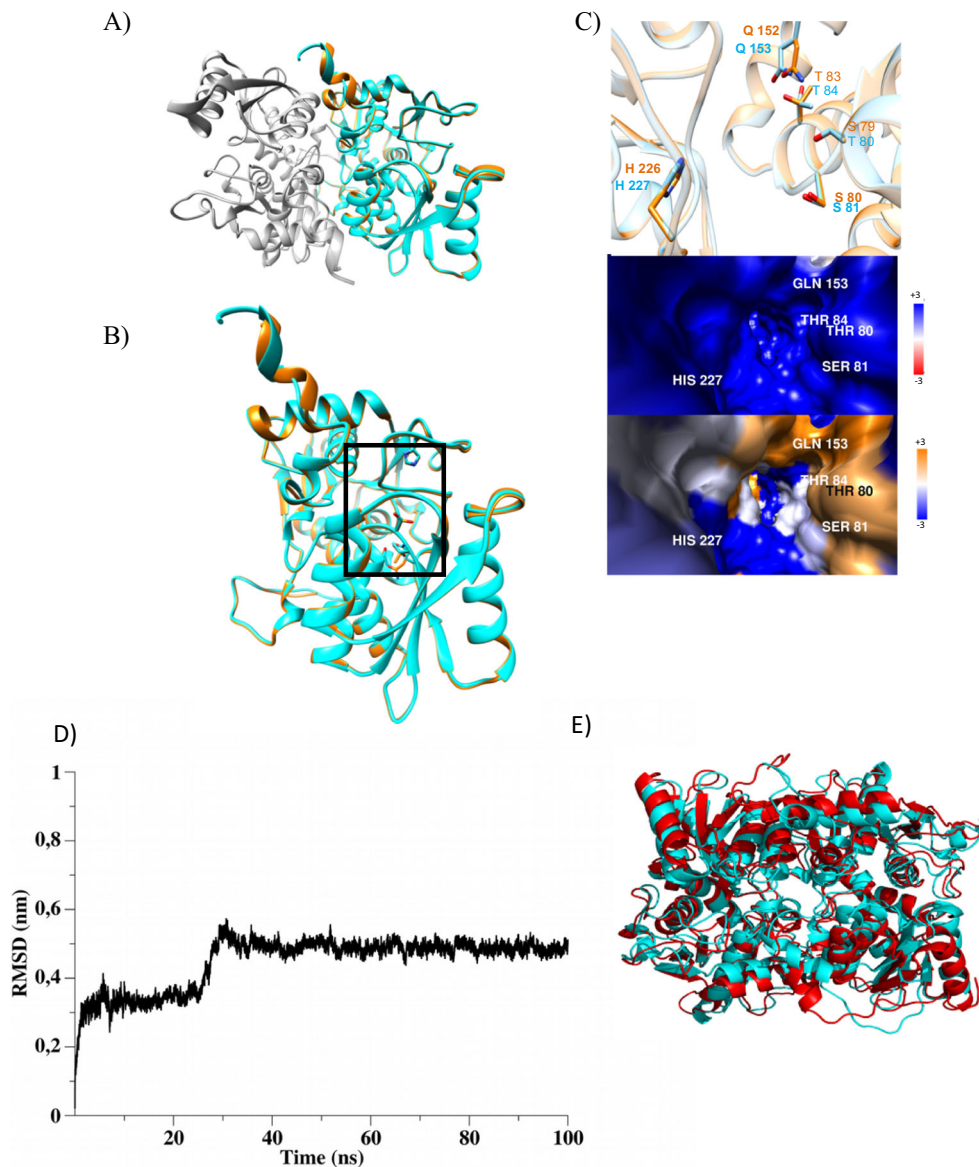 A)
C)
Q 152
Q 153
T 83
T 84
S 79
T 80
H 226
H 227
S 80
S 81
GLN 153
+3
THR 84
THR 80
SER 81
HIS 227
-3
B)
GLN 153
+3
THR 84
THR 80
SER 81
HIS 227
-3
D)
E)
1
0,8
0,6
0,4
0,2
0
RMSD (nm)
20
40
60
80
100
Time (ns)